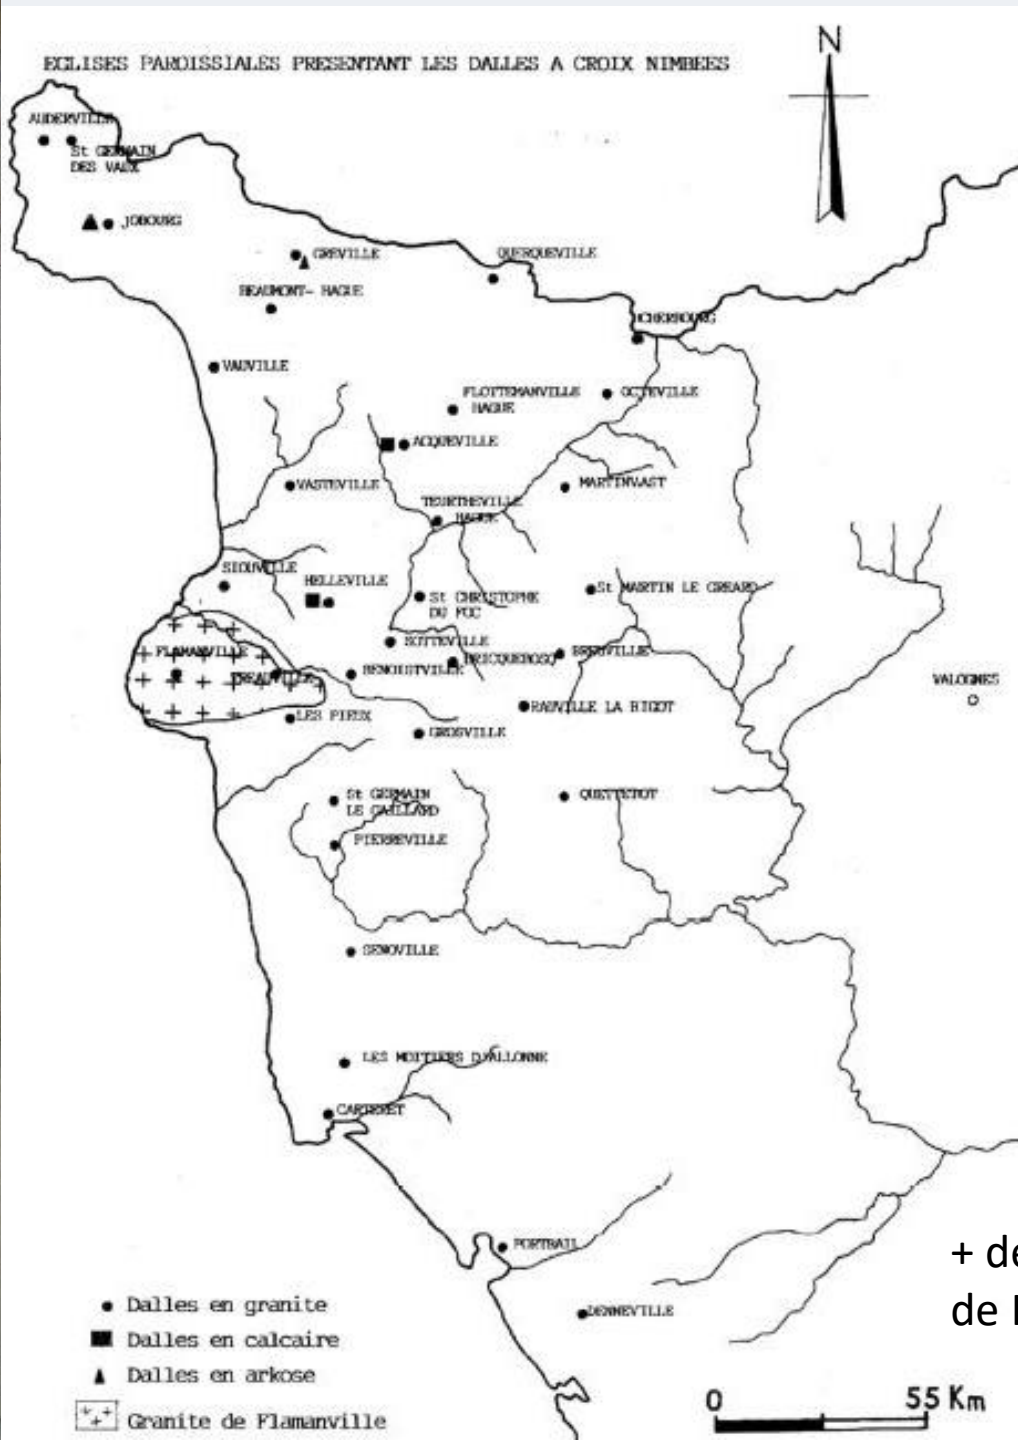 EGLISES PAROISSIALES PRESENTANT LES DALLES A CROIX NIMBEES
N
AUDERVILLE
St GERMAIN
DES VAUX
JOBOURG
GREVILLE
QUERQUEVILLE
BEAUMONT- HAGUE
CHERBOURG
VAUVILLE
FLOTTEMANVILLE
HAGUE
OCTEVILLE
ACQUEVILLE
VASTEVILLE
MARTINVAST
TEURTHEVILLE
HAGUE
SIOUVILLE
HELLEVILLE
St CHRISTOPHE
DU FOC
St MARTIN LE GREARD
SOTTEVILLE
FLAMANVILLE
BRICQUEBOSQ
BREUVILLE
TREAUVILLE
BENOISTVILLE
VALOGNES
LES PIEUX
RAUVILLE LA BIGOT
GROSVILLE
St GERMAIN
LE GAILLARD
QUETTETOT
PIERREVILLE
SENOVILLE
LES MOITIERS D'ALLONNE
CARTERET
PORTBAIL
+ de
de
DENNEVILLE
Dalles en granite
Dalles en calcaire
Dalles en arkose
Granite de Flamanville
0 55 Km